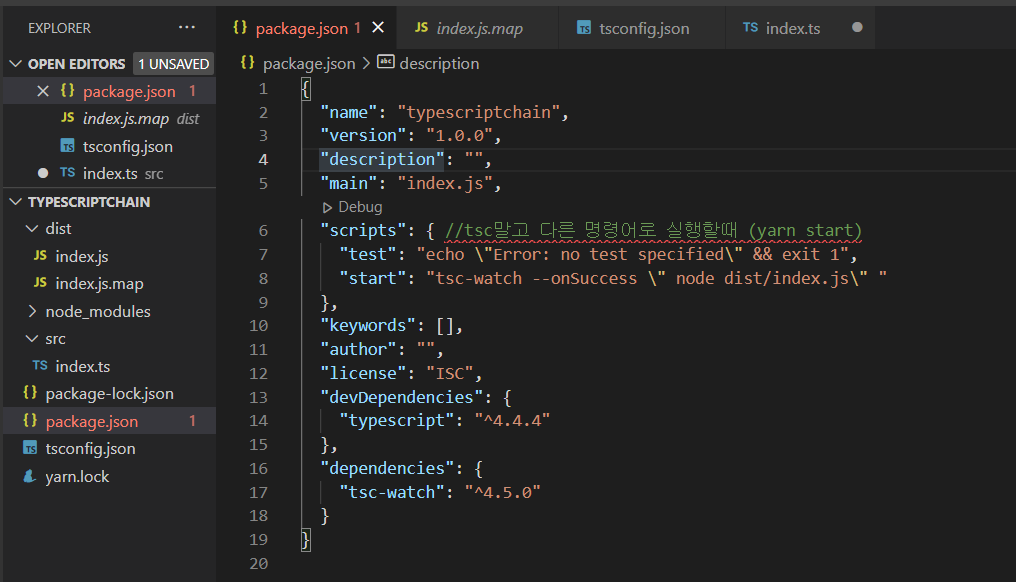 EXPLORER ...
OPEN EDITORS 1 UNSAVED
{} package.json 1
JS index.js.map dist
TS tsconfig.json
TS index.ts src
TYPESCRIPTCHAIN
dist
JS index.js
JS index.js.map
node_modules
src
TS index.ts
{} package-lock.json
{} package.json 1
TS tsconfig.json
yarn.lock
{} package.json 1 JS index.js.map TS tsconfig.json TS index.ts
{} package.json > abc description
1 {
2 "name": "typescriptchain",
3 "version": "1.0.0",
4 "description": "",
5 "main": "index.js",
Debug
6 "scripts": { //tsc말고 다른 명령어로 실행할때 (yarn start)
7 "test": "echo \"Error: no test specified\" && exit 1",
8 "start": "tsc-watch --onSuccess \" node dist/index.js\" "
9 },
10 "keywords": [],
11 "author": "",
12 "license": "ISC",
13 "devDependencies": {
14 "typescript": "^4.4.4"
15 },
16 "dependencies": {
17 "tsc-watch": "^4.5.0"
18 }
19 }
20